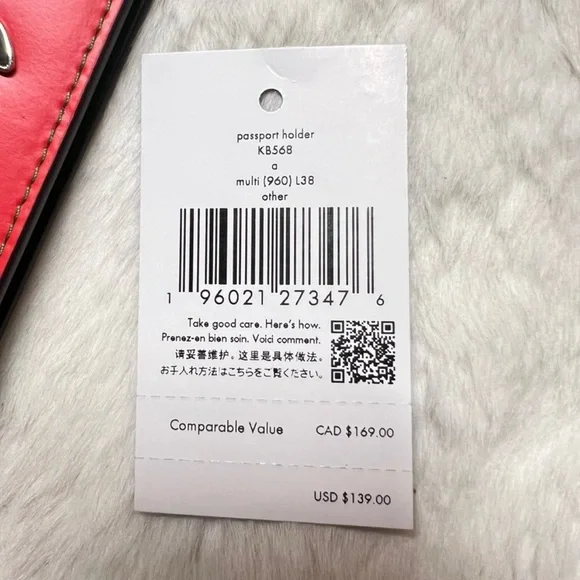 passport holder
KB568
a
multi (960) L38
other
1 96021 27347 6
Take good care. Here's how.
Prenez-en bien soin. Voici comment.
请妥善维护。这里是具体做法。
お手入れ方法はこちらをご覧ください。
Comparable Value CAD $169.00
USD $139.00